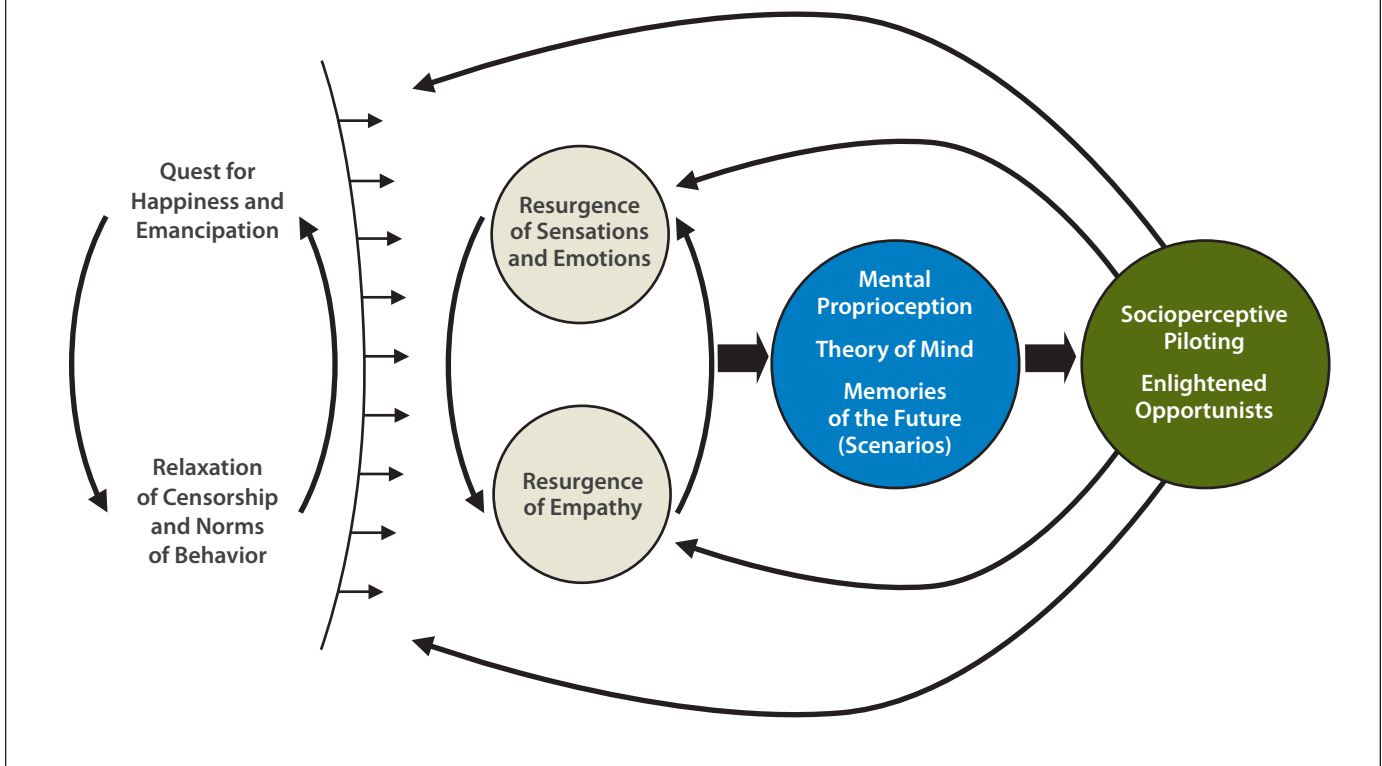 Quest for
Happiness and
Emancipation
Relaxation
of Censorship
and Norms
of Behavior
Resurgence
of Sensations
and Emotions
Resurgence
of Empathy
Mental
Proprioception
Theory of Mind
Memories
of the Future
(Scenarios)
Socioperceptive
Piloting
Enlightened
Opportunists